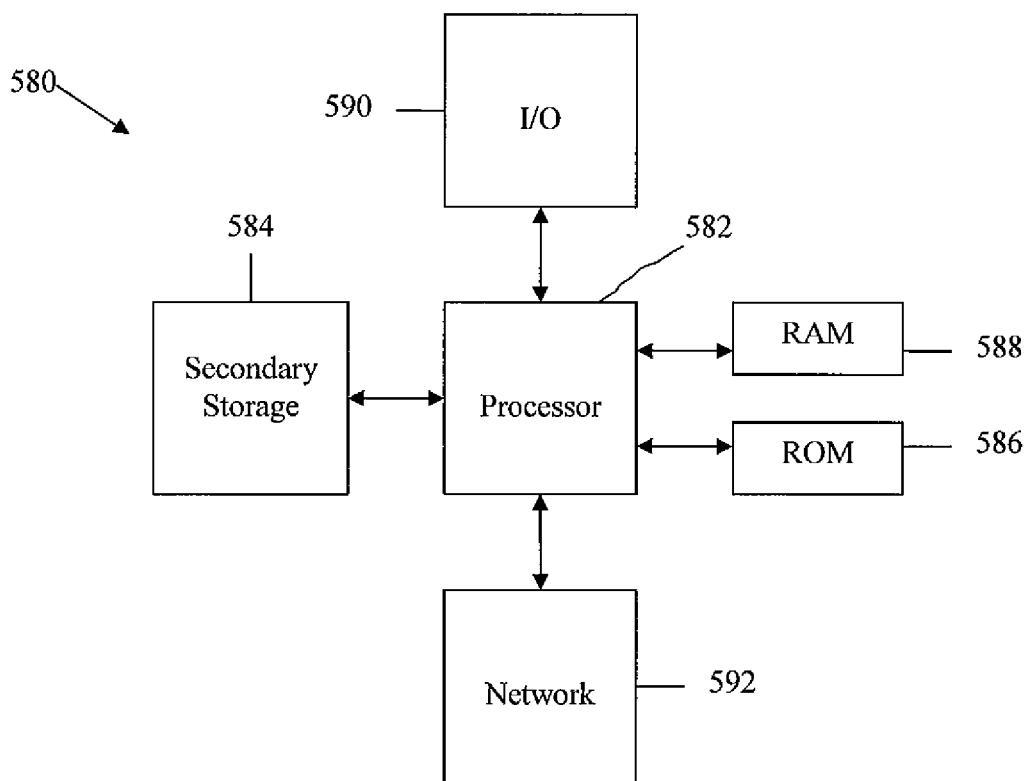 580
590
I/O
584
582
RAM
588
Secondary
Storage
Processor
ROM
586
Network
592